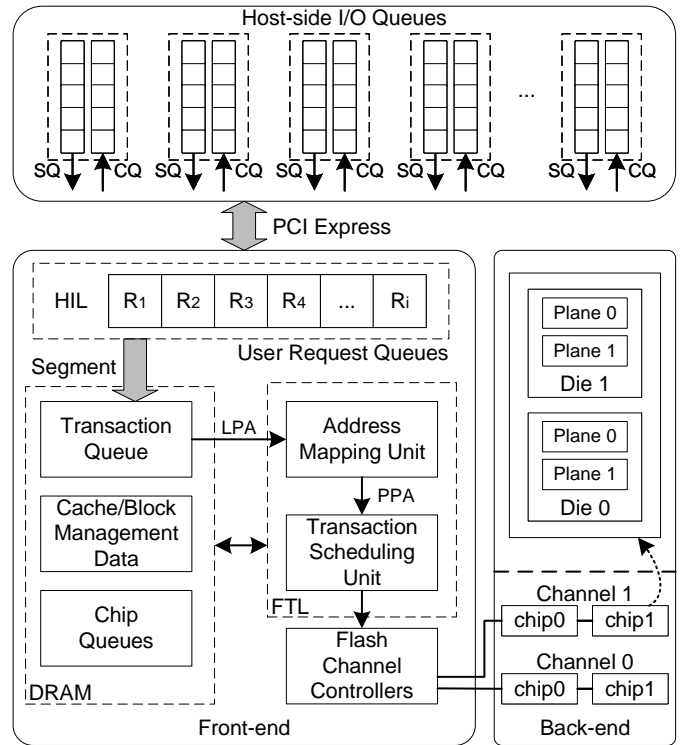 Host-side I/O Queues
...
SQ CQ SQ CQ SQ CQ SQ CQ SQ CQ
PCI Express
HIL R1 R2 R3 R4 ... Ri
User Request Queues
Segment
Transaction
Queue
LPA
Address
Mapping Unit
PPA
Cache/Block
Management
Data
Transaction
Scheduling
Unit
FTL
Chip
Queues
DRAM
Flash
Channel
Controllers
Front-end
Plane 0
Plane 1
Die 1
Plane 0
Plane 1
Die 0
Channel 1
chip0 chip1
Channel 0
chip0 chip1
Back-end